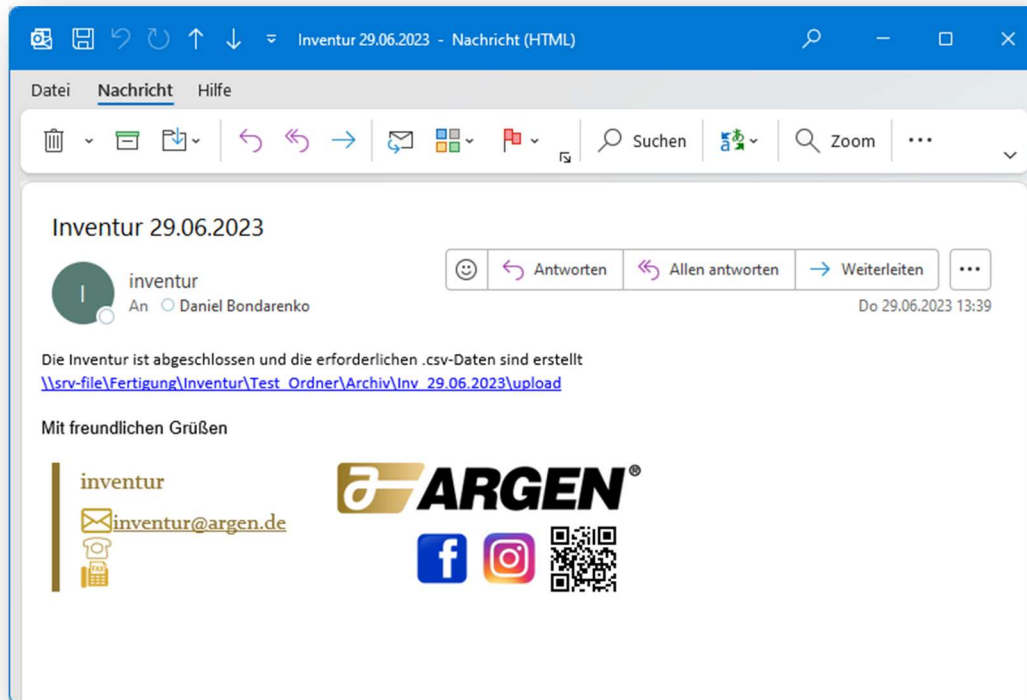 Inventur 29.06.2023 - Nachricht (HTML)
Datei Nachricht Hilfe
Suchen Zoom
Inventur 29.06.2023
I
inventur
An Daniel Bondarenko
Antworten Allen antworten Weiterleiten
Do 29.06.2023 13:39
Die Inventur ist abgeschlossen und die erforderlichen .csv-Daten sind erstellt
\\srv-file\Fertigung\Inventur\Test_Ordner\Archiv\Inv_29.06.2023\upload
Mit freundlichen Grüßen
inventur
inventur@argen.de
FAX
ARGEN®